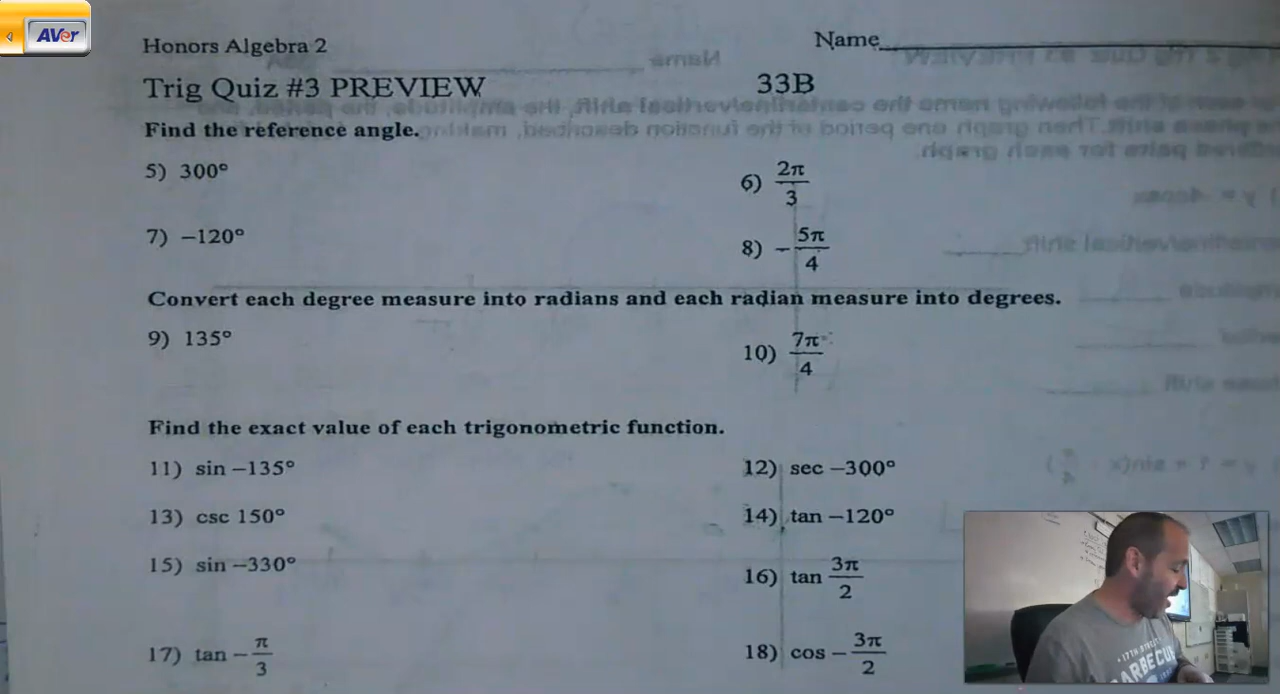 AVer
Honors Algebra 2
Name
Trig Quiz #3 PREVIEW 33B
Find the reference angle.
5) 300° 6) 2π/3
7) −120° 8) −5π/4
Convert each degree measure into radians and each radian measure into degrees.
9) 135° 10) 7π/4
Find the exact value of each trigonometric function.
11) sin −135° 12) sec −300°
13) csc 150° 14) tan −120°
15) sin −330° 16) tan 3π/2
17) tan −π/3 18) cos −3π/2